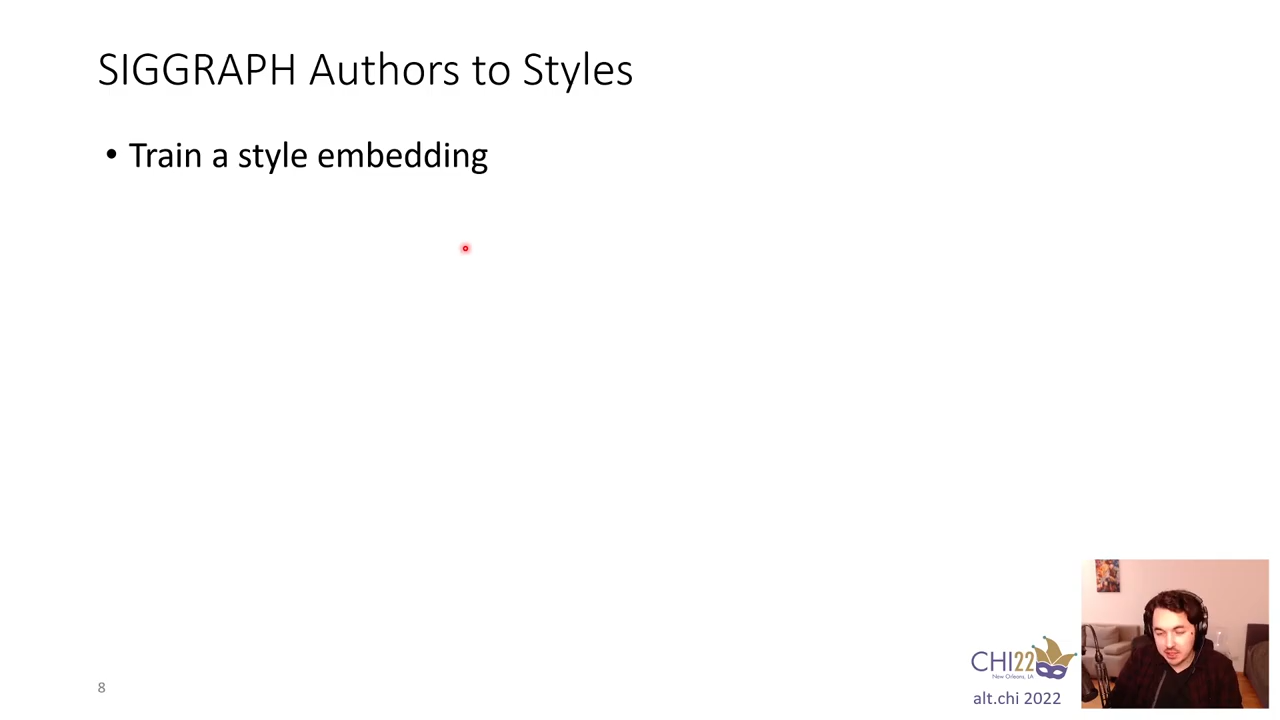 SIGGRAPH Authors to Styles
• Train a style embedding
CHI22
New Orleans, LA
alt.chi 2022
8